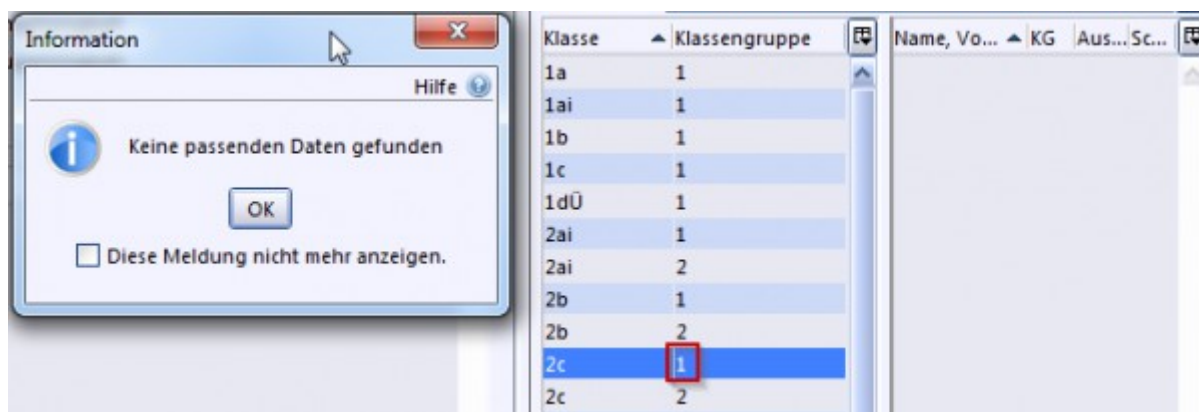 Information
Hilfe
Keine passenden Daten gefunden
OK
Diese Meldung nicht mehr anzeigen.
Klasse Klassengruppe
1a 1
1ai 1
1b 1
1c 1
1dÜ 1
2ai 1
2ai 2
2b 1
2b 2
2c 1
2c 2
Name, Vo... KG Aus... Sc...